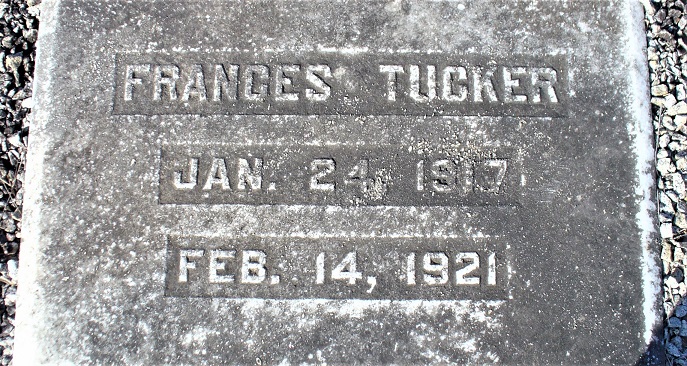 FRANCES TUCKER
JAN. 24, 1917
FEB. 14, 1921